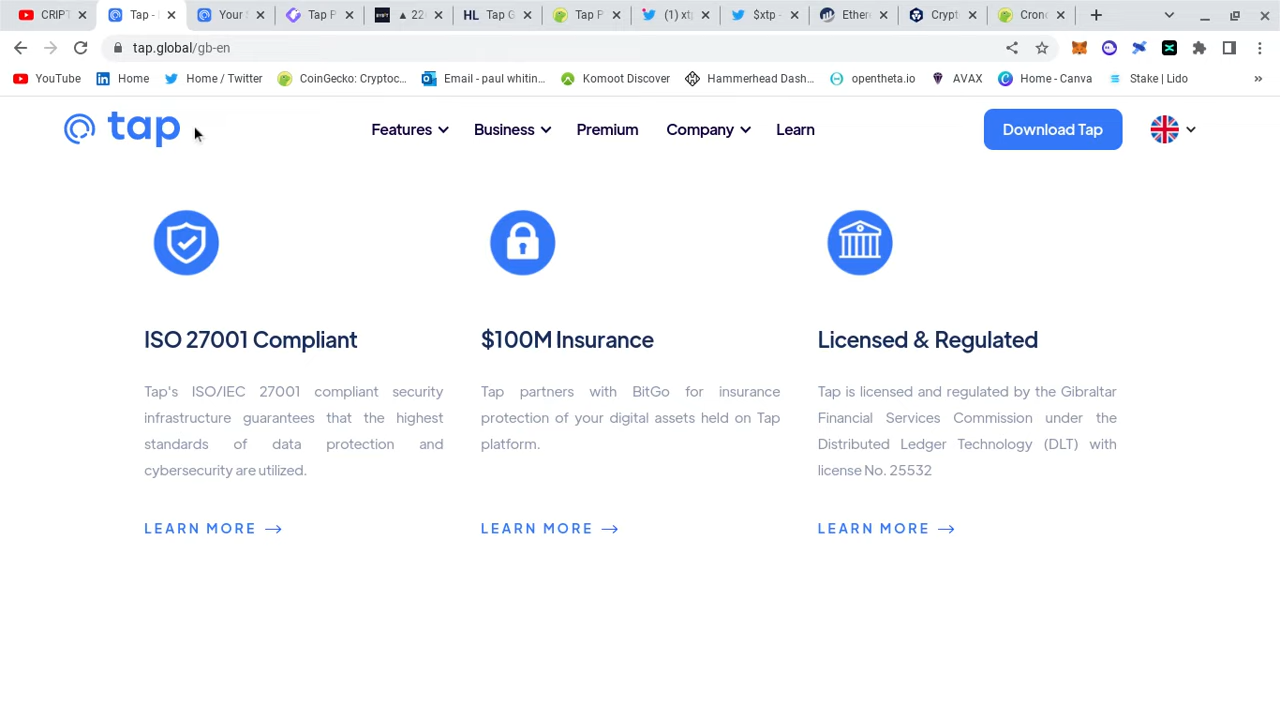 CRIPT
Tap -
Your
Tap P
▲ 22
HL Tap G
Tap P
(1) xtp
$xtp -
Ether
Crypt
Crono
tap.global/gb-en
YouTube
Home
Home / Twitter
CoinGecko: Cryptoc...
Email - paul whitin...
Komoot Discover
Hammerhead Dash...
opentheta.io
AVAX
Home - Canva
Stake | Lido
»
tap
Features
Business
Premium
Company
Learn
Download Tap
ISO 27001 Compliant
Tap's ISO/IEC 27001 compliant security
infrastructure guarantees that the highest
standards of data protection and
cybersecurity are utilized.
LEARN MORE →
$100M Insurance
Tap partners with BitGo for insurance
protection of your digital assets held on Tap
platform.
LEARN MORE →
Licensed & Regulated
Tap is licensed and regulated by the Gibraltar
Financial Services Commission under the
Distributed Ledger Technology (DLT) with
license No. 25532
LEARN MORE →